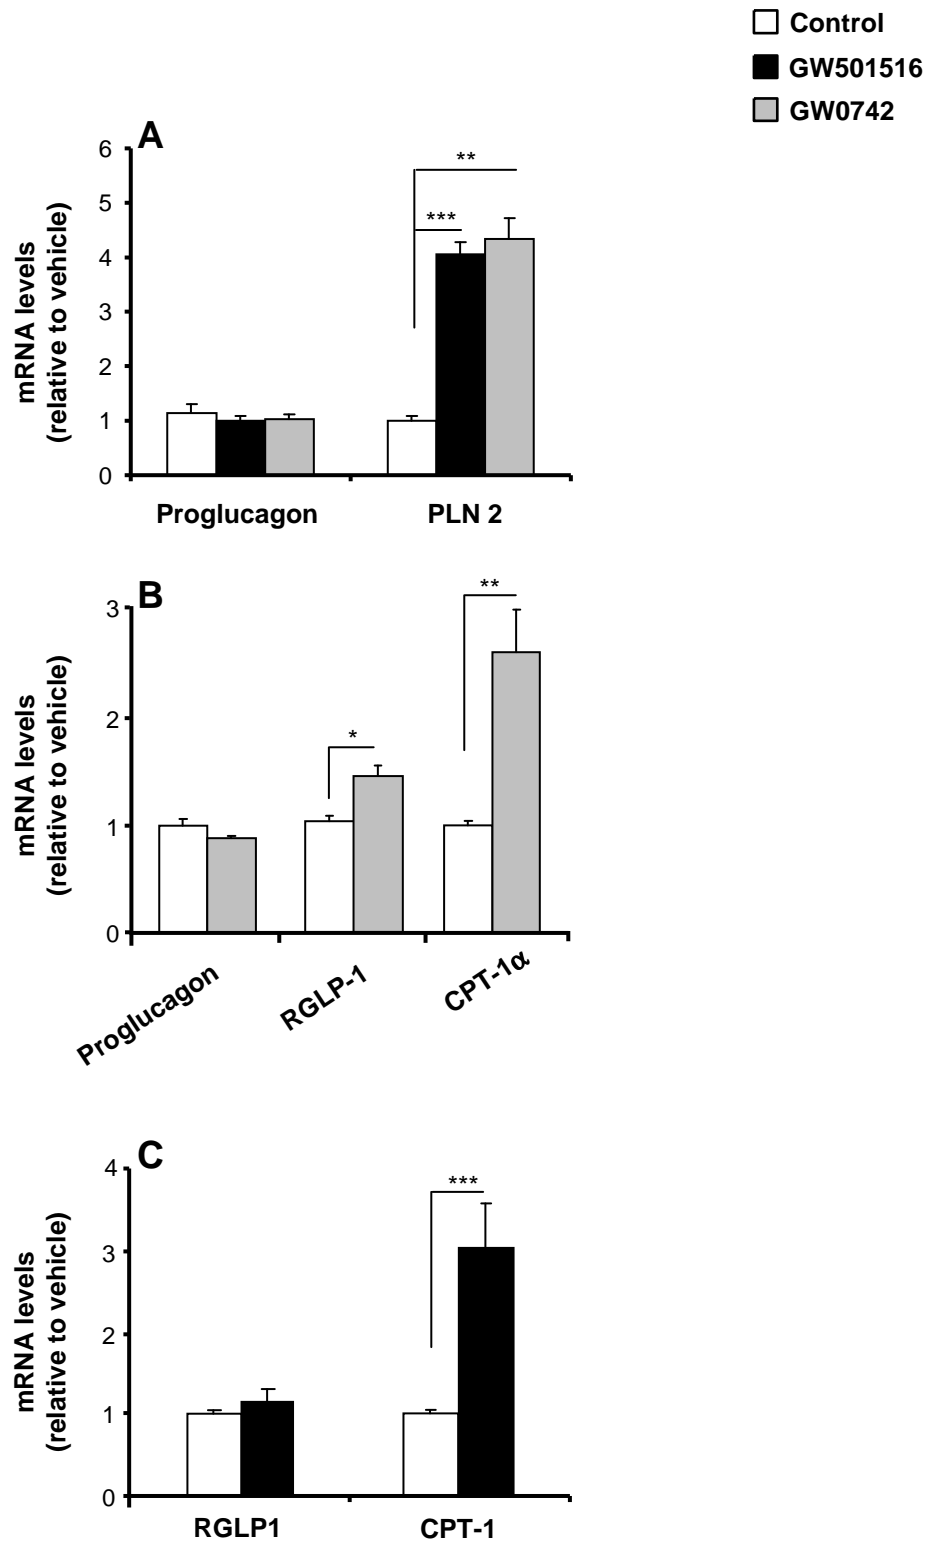 Control
GW501516
GW0742
A
6
5
4
3
2
1
0
mRNA levels
(relative to vehicle)
**
***
Proglucagon
PLN 2
B
3
2
1
0
mRNA levels
(relative to vehicle)
*
**
Proglucagon
RGLP-1
CPT-1α
C
4
3
2
1
0
mRNA levels
(relative to vehicle)
***
RGLP1
CPT-1